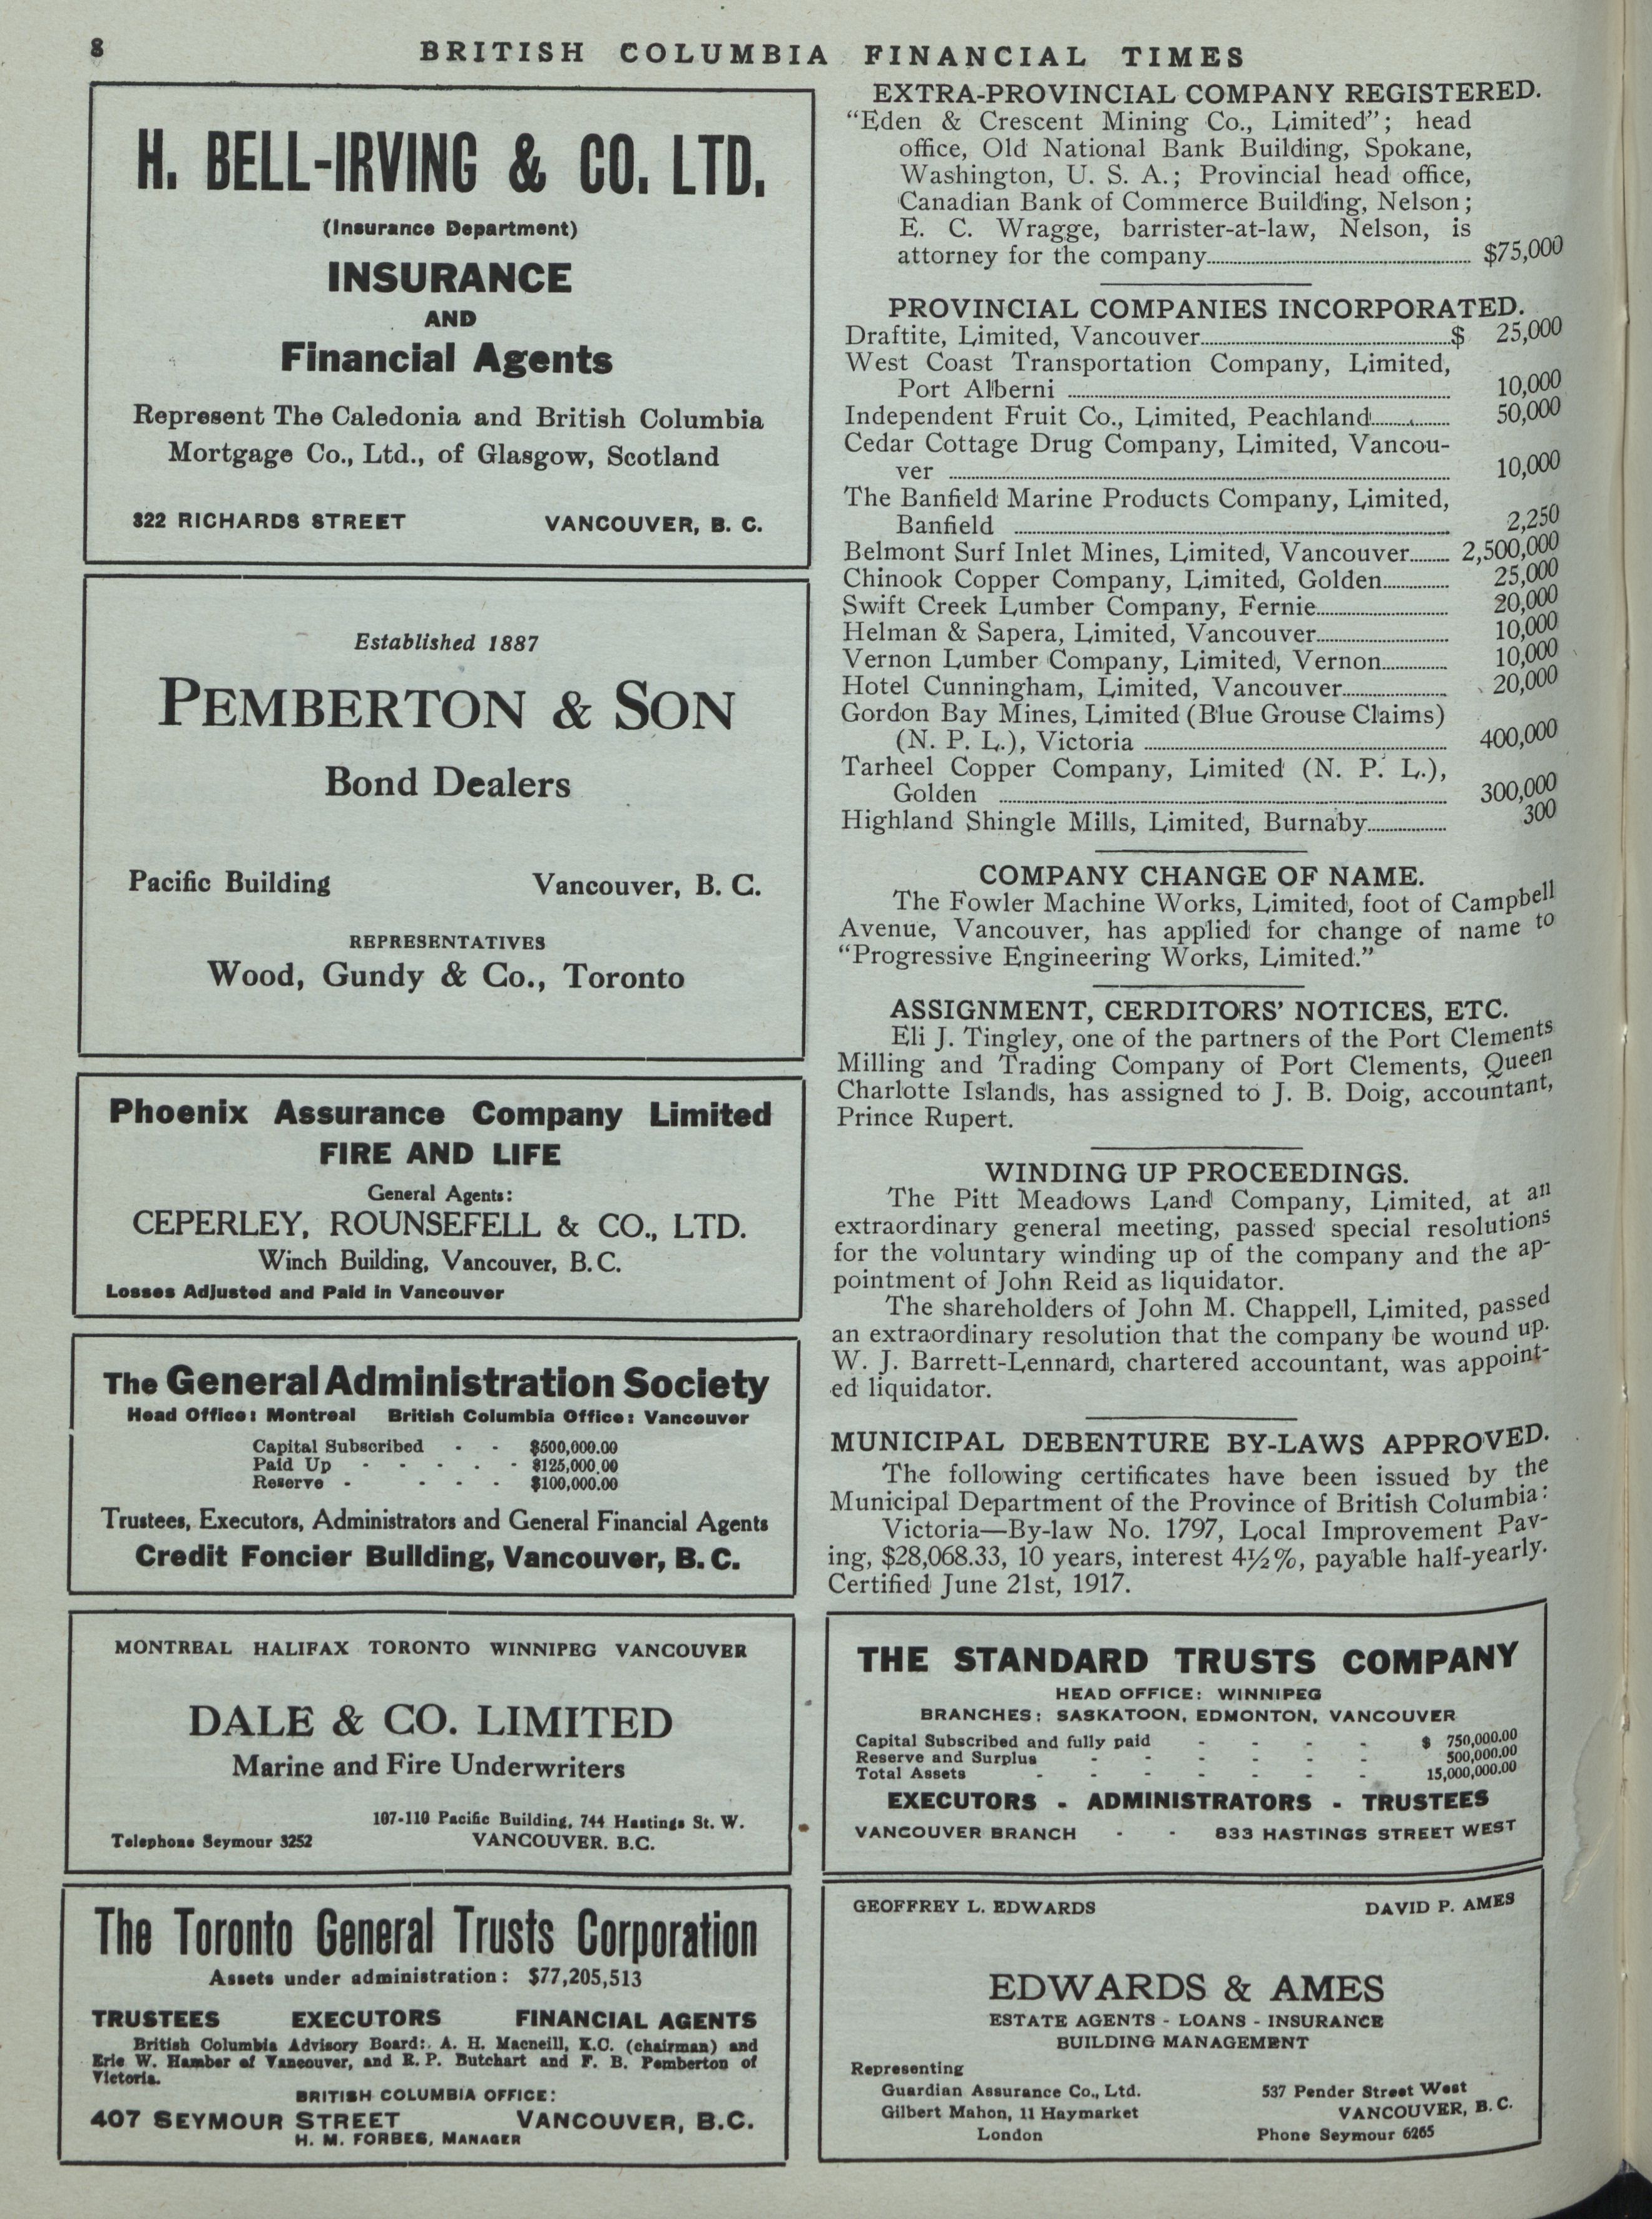 8
BRITISH COLUMBIA FINANCIAL TIMES
H. BELL-IRVING & CO. LTD.
(Insurance Department)
INSURANCE
AND
Financial Agents
Represent The Caledonia and British Columbia
Mortgage Co., Ltd., of Glasgow, Scotland
322 RICHARDS STREET VANCOUVER, B. C.
Established 1887
PEMBERTON & SON
Bond Dealers
Pacific Building Vancouver, B. C.
REPRESENTATIVES
Wood, Gundy & Co., Toronto
Phoenix Assurance Company Limited
FIRE AND LIFE
General Agents:
CEPERLEY, ROUNSEFELL & CO., LTD.
Winch Building, Vancouver, B.C.
Losses Adjusted and Paid in Vancouver
The General Administration Society
Head Office: Montreal British Columbia Office: Vancouver
Capital Subscribed - - $500,000.00
Paid Up - - - - - $125,000.00
Reserve - - - - $100,000.00
Trustees, Executors, Administrators and General Financial Agents
Credit Foncier Building, Vancouver, B.C.
MONTREAL HALIFAX TORONTO WINNIPEG VANCOUVER
DALE & CO. LIMITED
Marine and Fire Underwriters
107-110 Pacific Building, 744 Hastings St. W.
Telephone Seymour 3252 VANCOUVER. B.C.
The Toronto General Trusts Corporation
Assets under administration: $77,205,513
TRUSTEES EXECUTORS FINANCIAL AGENTS
British Columbia Advisory Board: A. H. Macneill, K.C. (chairman) and
Eric W. Hamber of Vancouver, and R. P. Butchart and F. B. Pemberton of
Victoria.
BRITISH COLUMBIA OFFICE:
407 SEYMOUR STREET VANCOUVER, B.C.
H. M. FORBES, MANAGER
EXTRA-PROVINCIAL COMPANY REGISTERED.
"Eden & Crescent Mining Co., Limited"; head
office, Old National Bank Building, Spokane,
Washington, U. S. A.; Provincial head office,
Canadian Bank of Commerce Building, Nelson;
E. C. Wragge, barrister-at-law, Nelson, is
attorney for the company........ $75,000
PROVINCIAL COMPANIES INCORPORATED.
Draftite, Limited, Vancouver........$ 25,000
West Coast Transportation Company, Limited,
Port Alberni ........ 10,000
Independent Fruit Co., Limited, Peachland........ 50,000
Cedar Cottage Drug Company, Limited, Vancou-
ver ........ 10,000
The Banfield Marine Products Company, Limited,
Banfield ........ 2,250
Belmont Surf Inlet Mines, Limited, Vancouver........ 2,500,000
Chinook Copper Company, Limited, Golden........ 25,000
Swift Creek Lumber Company, Fernie........ 20,000
Helman & Sapera, Limited, Vancouver........ 10,000
Vernon Lumber Company, Limited, Vernon........ 10,000
Hotel Cunningham, Limited, Vancouver........ 20,000
Gordon Bay Mines, Limited (Blue Grouse Claims)
(N. P. L.), Victoria ........ 400,000
Tarheel Copper Company, Limited (N. P. L.),
Golden ........ 300,000
Highland Shingle Mills, Limited, Burnaby........ 300
COMPANY CHANGE OF NAME.
The Fowler Machine Works, Limited, foot of Campbell
Avenue, Vancouver, has applied for change of name to
"Progressive Engineering Works, Limited."
ASSIGNMENT, CERDITORS' NOTICES, ETC.
Eli J. Tingley, one of the partners of the Port Clements
Milling and Trading Company of Port Clements, Queen
Charlotte Islands, has assigned to J. B. Doig, accountant,
Prince Rupert.
WINDING UP PROCEEDINGS.
The Pitt Meadows Land Company, Limited, at an
extraordinary general meeting, passed special resolutions
for the voluntary winding up of the company and the ap-
pointment of John Reid as liquidator.
The shareholders of John M. Chappell, Limited, passed
an extraordinary resolution that the company be wound up.
W. J. Barrett-Lennard, chartered accountant, was appoint-
ed liquidator.
MUNICIPAL DEBENTURE BY-LAWS APPROVED.
The following certificates have been issued by the
Municipal Department of the Province of British Columbia:
Victoria—By-law No. 1797, Local Improvement Pav-
ing, $28,068.33, 10 years, interest 4½%, payable half-yearly.
Certified June 21st, 1917.
THE STANDARD TRUSTS COMPANY
HEAD OFFICE: WINNIPEG
BRANCHES: SASKATOON, EDMONTON, VANCOUVER
Capital Subscribed and fully paid - - - - $ 750,000.00
Reserve and Surplus - - - - - - 500,000.00
Total Assets - - - - - - - 15,000,000.00
EXECUTORS - ADMINISTRATORS - TRUSTEES
VANCOUVER BRANCH - - 833 HASTINGS STREET WEST
GEOFFREY L. EDWARDS DAVID P. AMES
EDWARDS & AMES
ESTATE AGENTS - LOANS - INSURANCE
BUILDING MANAGEMENT
Representing
Guardian Assurance Co., Ltd. 537 Pender Street West
Gilbert Mahon, 11 Haymarket VANCOUVER, B. C.
London Phone Seymour 6265